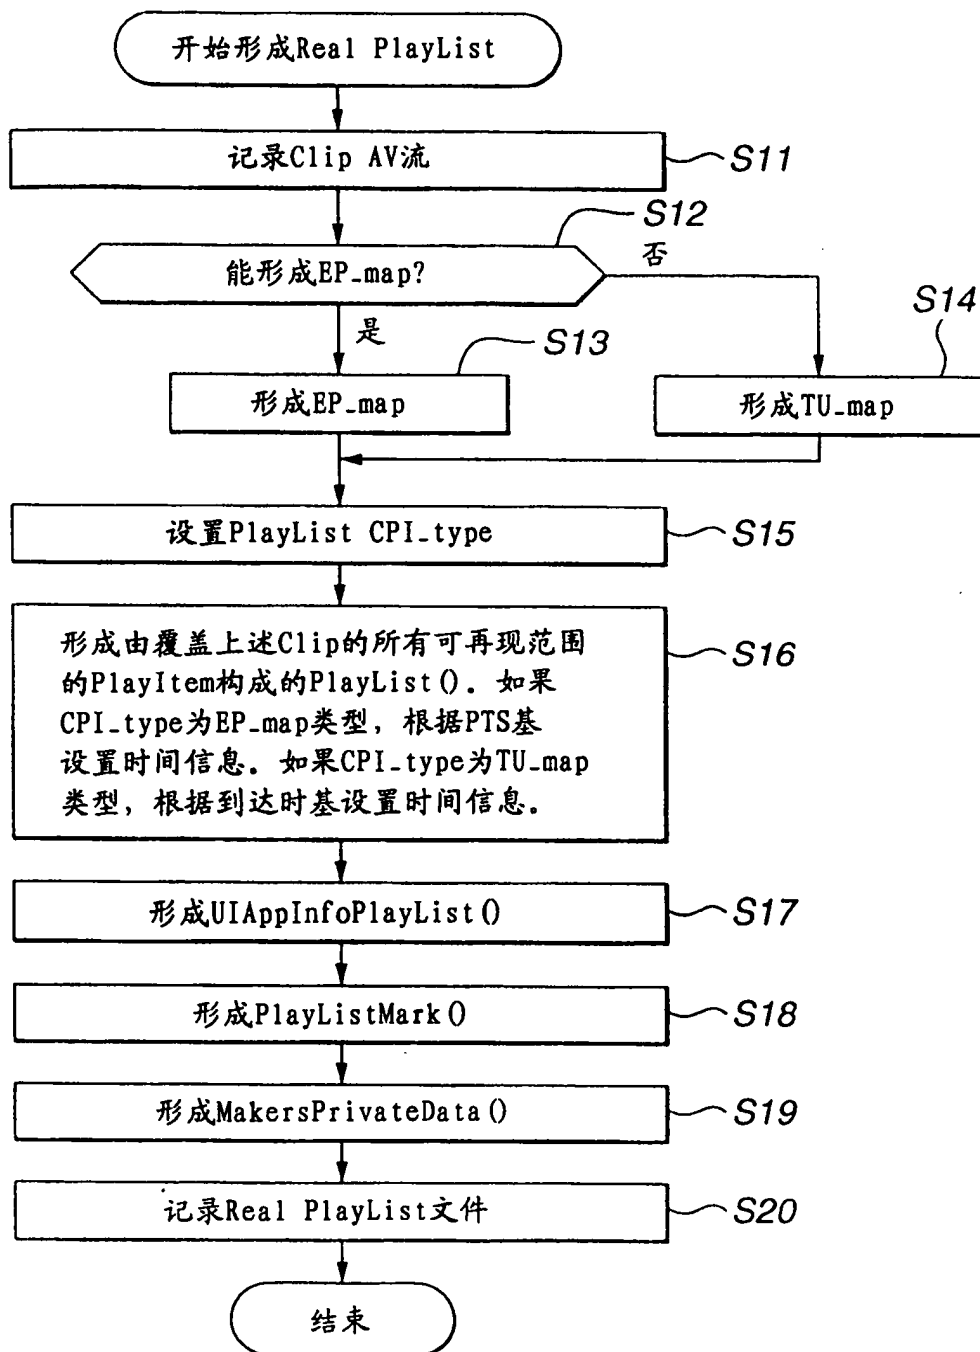 开始形成Real PlayList
记录Clip AV流
S11
S12
能形成EP_map?
否
是
S13
S14
形成EP_map
形成TU_map
设置PlayList CPI_type
S15
形成由覆盖上述Clip的所有可再现范围
的PlayItem构成的PlayList()。如果
CPI_type为EP_map类型，根据PTS基
设置时间信息。如果CPI_type为TU_map
类型，根据到达时基设置时间信息。
S16
形成UIAppInfoPlayList()
S17
形成PlayListMark()
S18
形成MakersPrivateData()
S19
记录Real PlayList文件
S20
结束